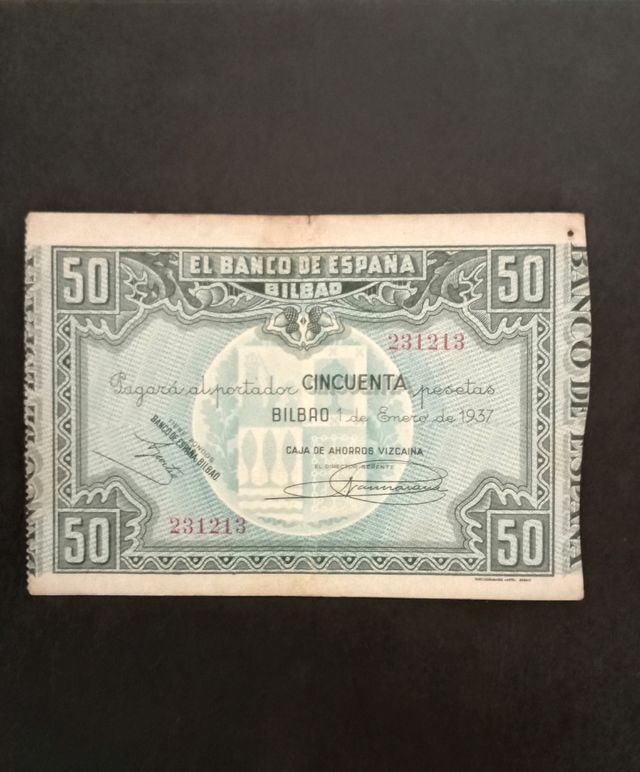 50 EL BANCO DE ESPAÑA 50
BILBAO
231213
Pagará al portador CINCUENTA pesetas
BILBAO 1 de Enero de 1937
BANCO DE ESPAÑA, BILBAO
CAJA DE AHORROS VIZCAINA
EL DIRECTOR-GERENTE
231213
50 50
BANCO DE ESPAÑA